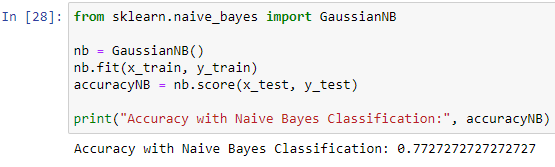 In [28]: from sklearn.naive_bayes import GaussianNB
nb = GaussianNB()
nb.fit(x_train, y_train)
accuracyNB = nb.score(x_test, y_test)
print("Accuracy with Naive Bayes Classification:", accuracyNB)
Accuracy with Naive Bayes Classification: 0.7727272727272727